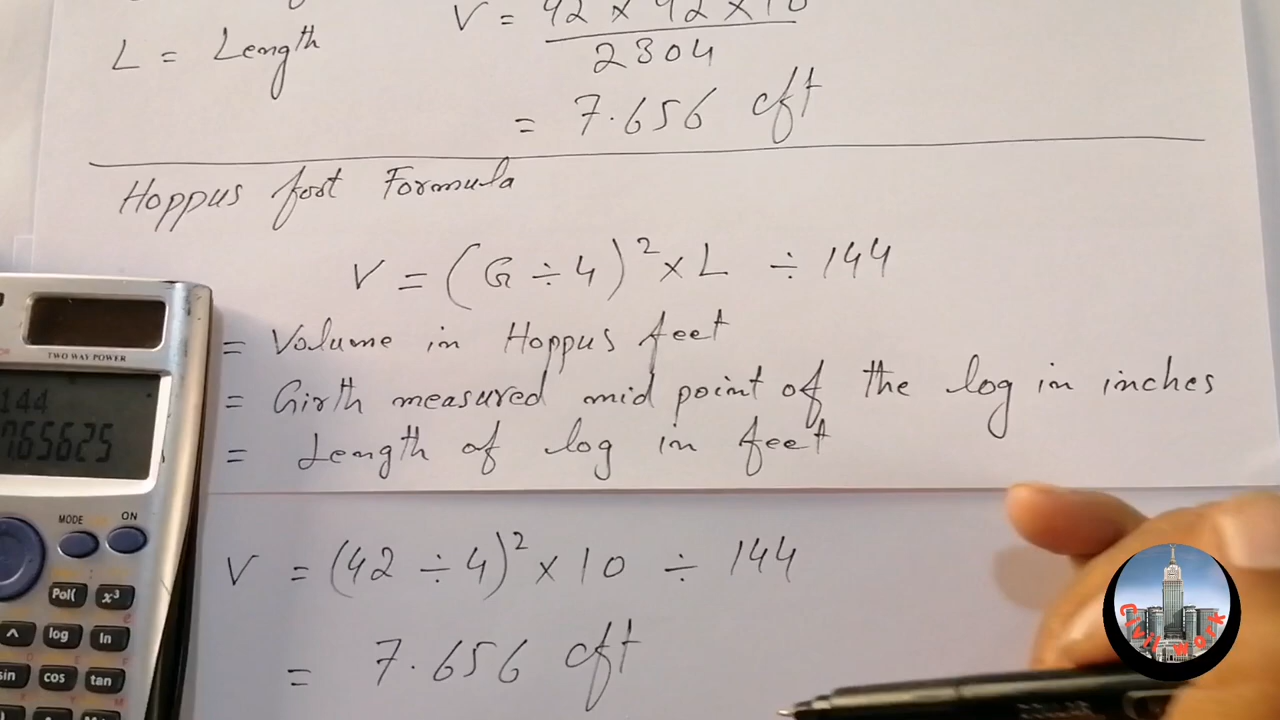 V = 42 x 42 x 10
L = Length
2304
= 7.656 cft
Hoppus foot Formula
V = (G ÷ 4)² x L ÷ 144
= Volume in Hoppus feet
TWO WAY POWER
= Girth measured mid point of the log in inches
144
= Length of log in feet
7.65625
MODE ON
V = (42 ÷ 4)² x 10 ÷ 144
Pol( x³
^ log ln
sin cos tan
= 7.656 cft
Civil work